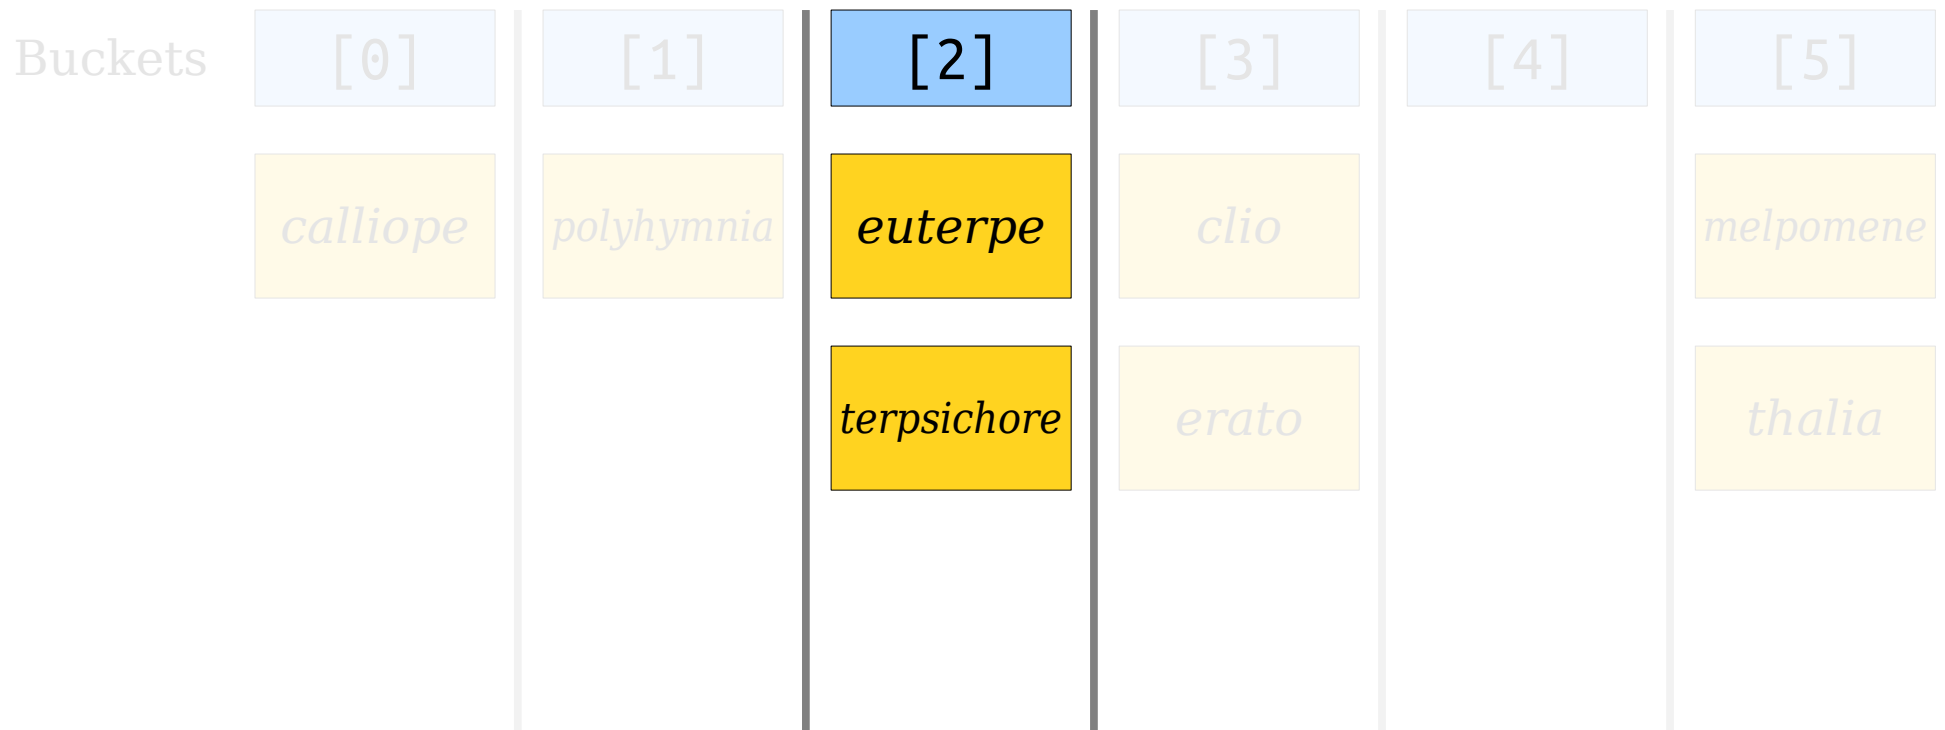 Buckets [0] [1] [2] [3] [4] [5]
calliope polyhymnia euterpe clio melpomene
terpsichore erato thalia